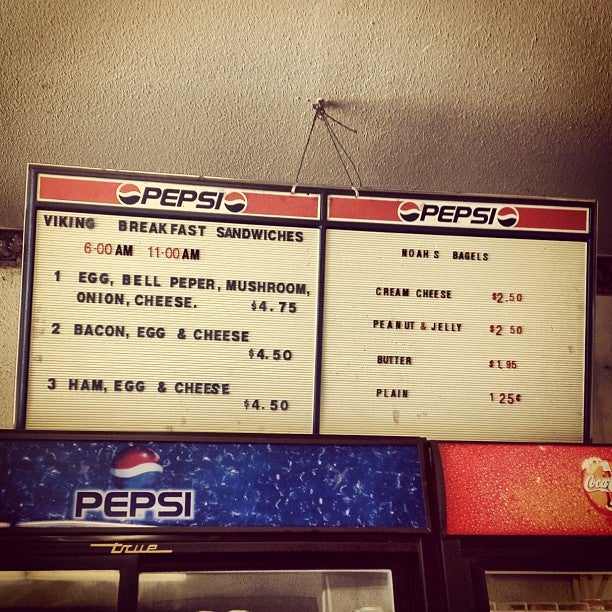 PEPSI
VIKING BREAKFAST SANDWICHES
6-00 AM 11-00 AM
1 EGG, BELL PEPER, MUSHROOM,
ONION, CHEESE. $4.75
2 BACON, EGG & CHEESE
$4.50
3 HAM, EGG & CHEESE
$4.50
PEPSI
NOAH S BAGELS
CREAM CHEESE $2.50
PEANUT & JELLY $2 50
BUTTER $1.95
PLAIN 1 25¢
PEPSI
true
Coca